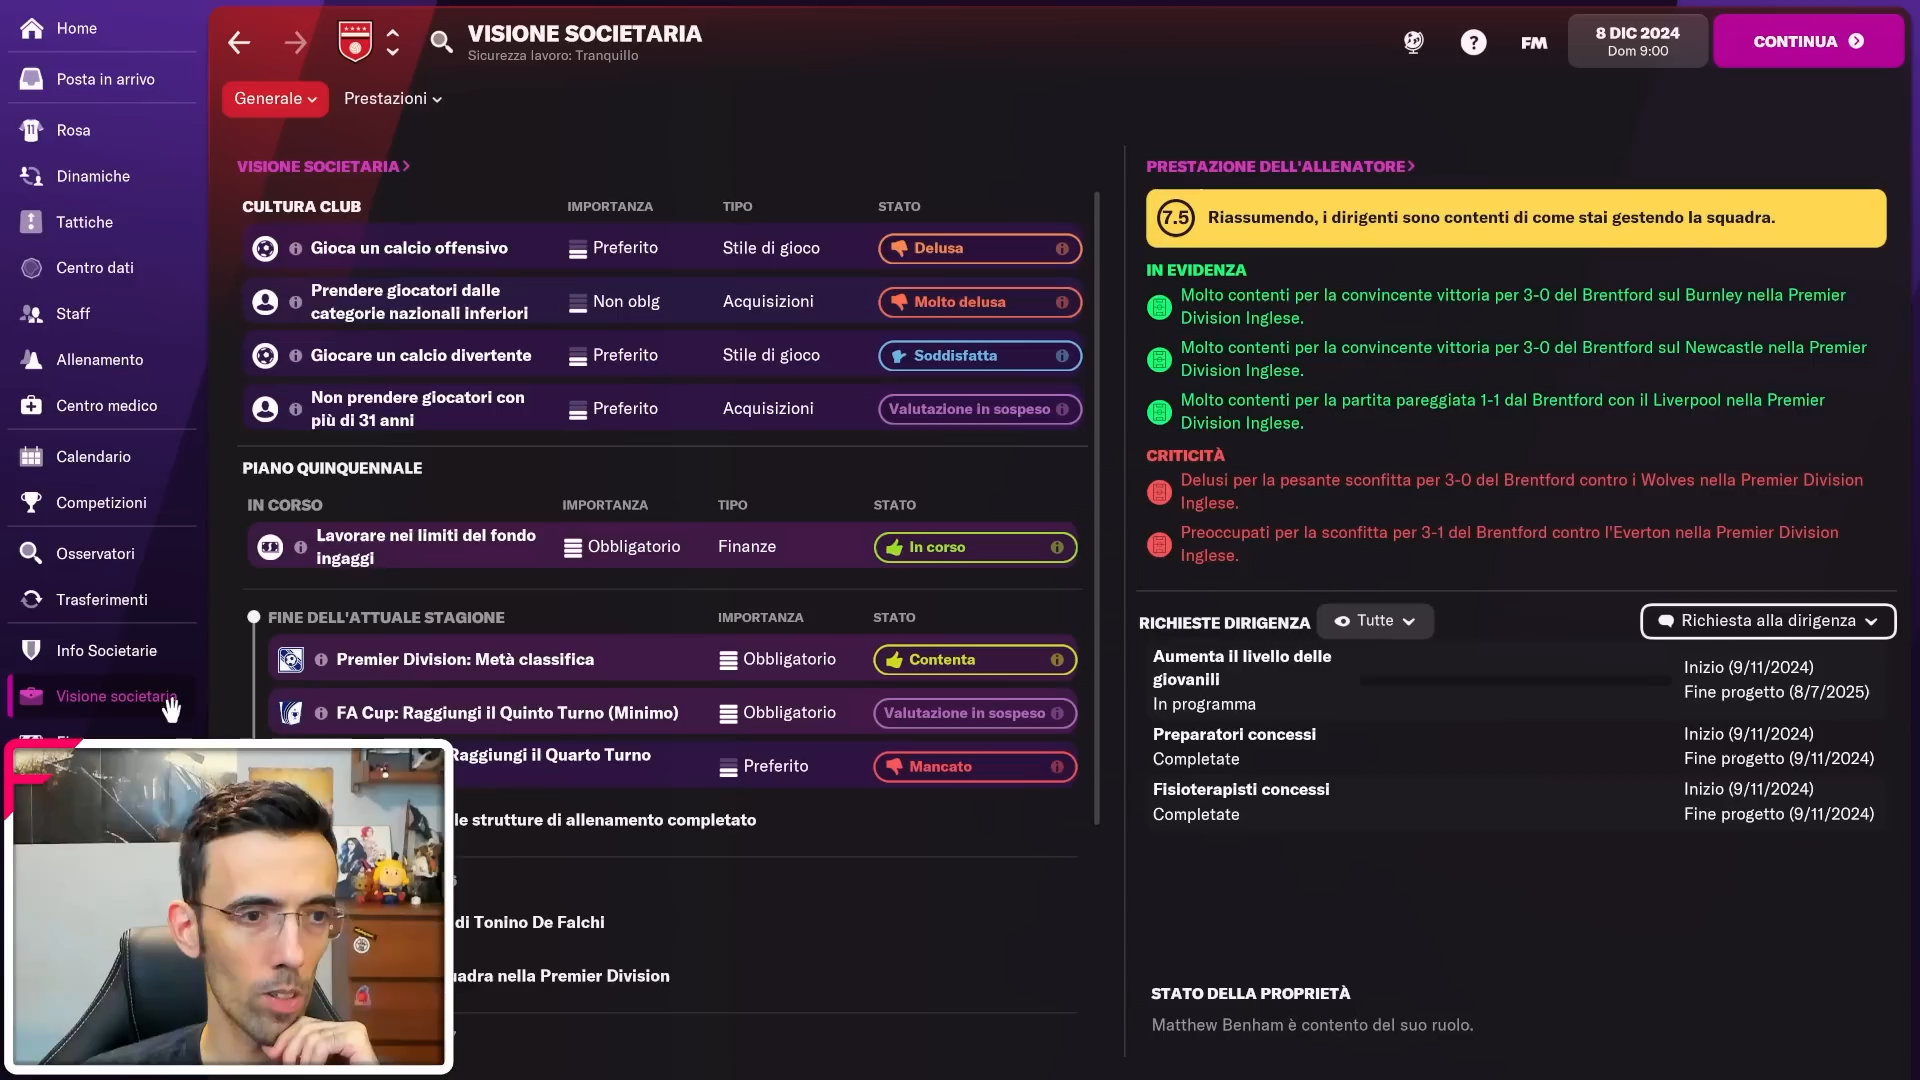 Home
Posta in arrivo
Rosa
Dinamiche
Tattiche
Centro dati
Staff
Allenamento
Centro medico
Calendario
Competizioni
Osservatori
Trasferimenti
Info Societarie
Visione societaria
VISIONE SOCIETARIA
Sicurezza lavoro: Tranquillo
FM
8 DIC 2024
Dom 9:00
CONTINUA
Generale
Prestazioni
VISIONE SOCIETARIA
CULTURA CLUB IMPORTANZA TIPO STATO
Gioca un calcio offensivo Preferito Stile di gioco Delusa
Prendere giocatori dalle
categorie nazionali inferiori Non oblg Acquisizioni Molto delusa
Giocare un calcio divertente Preferito Stile di gioco Soddisfatta
Non prendere giocatori con
più di 31 anni Preferito Acquisizioni Valutazione in sospeso
PIANO QUINQUENNALE
IN CORSO IMPORTANZA TIPO STATO
Lavorare nei limiti del fondo
ingaggi Obbligatorio Finanze In corso
FINE DELL'ATTUALE STAGIONE IMPORTANZA STATO
Premier Division: Metà classifica Obbligatorio Contenta
FA Cup: Raggiungi il Quinto Turno (Minimo) Obbligatorio Valutazione in sospeso
Raggiungi il Quarto Turno Preferito Mancato
le strutture di allenamento completato
di Tonino De Falchi
uadra nella Premier Division
PRESTAZIONE DELL'ALLENATORE
7.5 Riassumendo, i dirigenti sono contenti di come stai gestendo la squadra.
IN EVIDENZA
Molto contenti per la convincente vittoria per 3-0 del Brentford sul Burnley nella Premier
Division Inglese.
Molto contenti per la convincente vittoria per 3-0 del Brentford sul Newcastle nella Premier
Division Inglese.
Molto contenti per la partita pareggiata 1-1 dal Brentford con il Liverpool nella Premier
Division Inglese.
CRITICITÀ
Delusi per la pesante sconfitta per 3-0 del Brentford contro i Wolves nella Premier Division
Inglese.
Preoccupati per la sconfitta per 3-1 del Brentford contro l'Everton nella Premier Division
Inglese.
RICHIESTE DIRIGENZA Tutte Richiesta alla dirigenza
Aumenta il livello delle
giovanili
In programma
Inizio (9/11/2024)
Fine progetto (8/7/2025)
Preparatori concessi
Completate
Inizio (9/11/2024)
Fine progetto (9/11/2024)
Fisioterapisti concessi
Completate
Inizio (9/11/2024)
Fine progetto (9/11/2024)
STATO DELLA PROPRIETÀ
Matthew Benham è contento del suo ruolo.